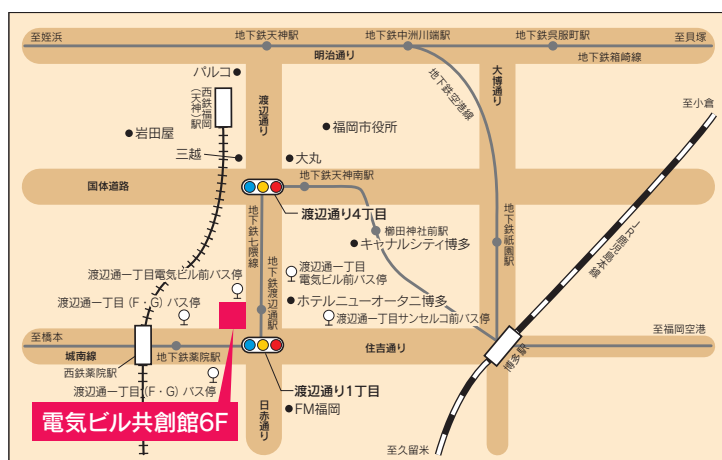 至姪浜
地下鉄天神駅
地下鉄中洲川端駅
地下鉄呉服町駅
至貝塚
明治通り
地下鉄箱崎線
パルコ
西鉄福岡
(天神)駅
渡辺通り
地下鉄空港線
大博通り
至小倉
岩田屋
福岡市役所
三越
大丸
国体道路
地下鉄天神南駅
渡辺通り4丁目
櫛田神社前駅
キャナルシティ博多
地下鉄七隈線
地下鉄祇園駅
JR鹿児島本線
渡辺通一丁目電気ビル前バス停
渡辺通一丁目
電気ビル前バス停
渡辺通一丁目(F・G)バス停
地下鉄渡辺通駅
ホテルニューオータニ博多
渡辺通一丁目サンセルコ前バス停
至橋本
至福岡空港
城南線
地下鉄薬院駅
住吉通り
博多駅
西鉄薬院駅
渡辺通一丁目(F・G)バス停
渡辺通り1丁目
日赤通り
FM福岡
電気ビル共創館6F
至久留米